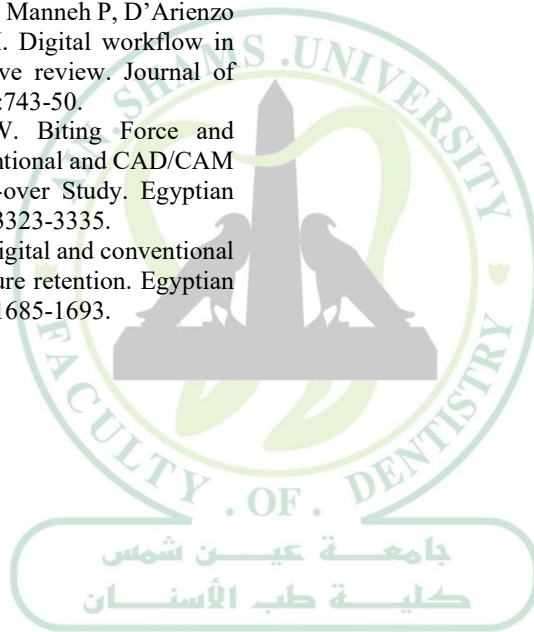 Manneh P, D’Arienzo
. Digital workflow in
ve review. Journal of
:743-50.
W. Biting Force and
ntional and CAD/CAM
-over Study. Egyptian
3323-3335.
igital and conventional
ure retention. Egyptian
1685-1693.
AIN SHAMS .UNIVERSITY
FACULTY . OF . DENTISTRY
جامعة عين شمس
كلية طب الأسنان